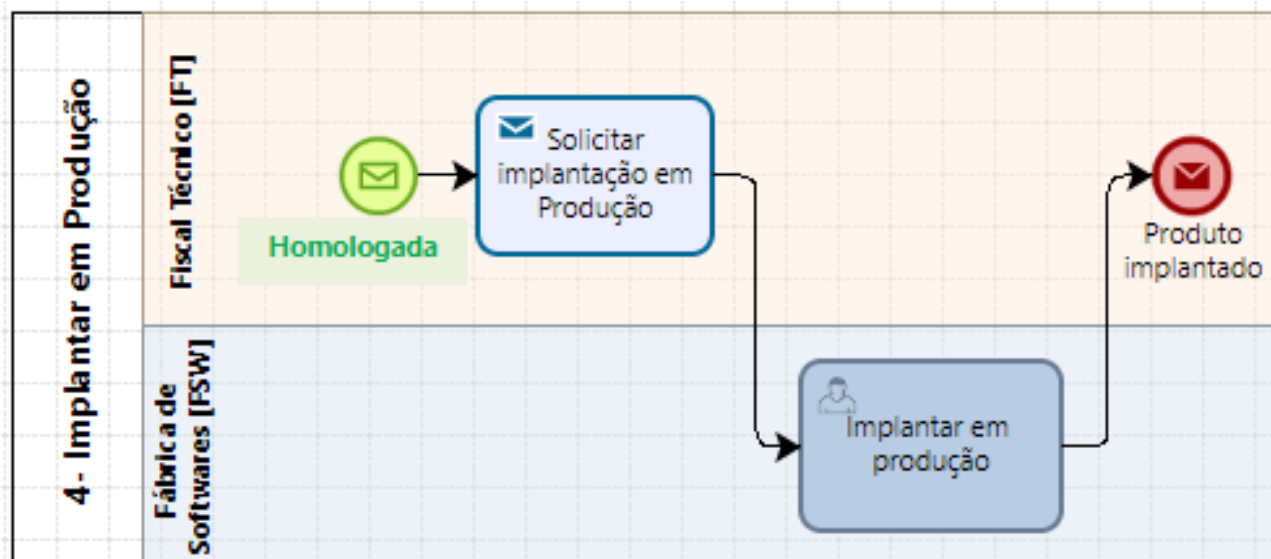 4- Implantar em Produção
Fiscal Técnico [FT]
Homologada
Solicitar
implantação em
Produção
Produto
implantado
Fábrica de
Softwares [FSW]
Implantar em
produção